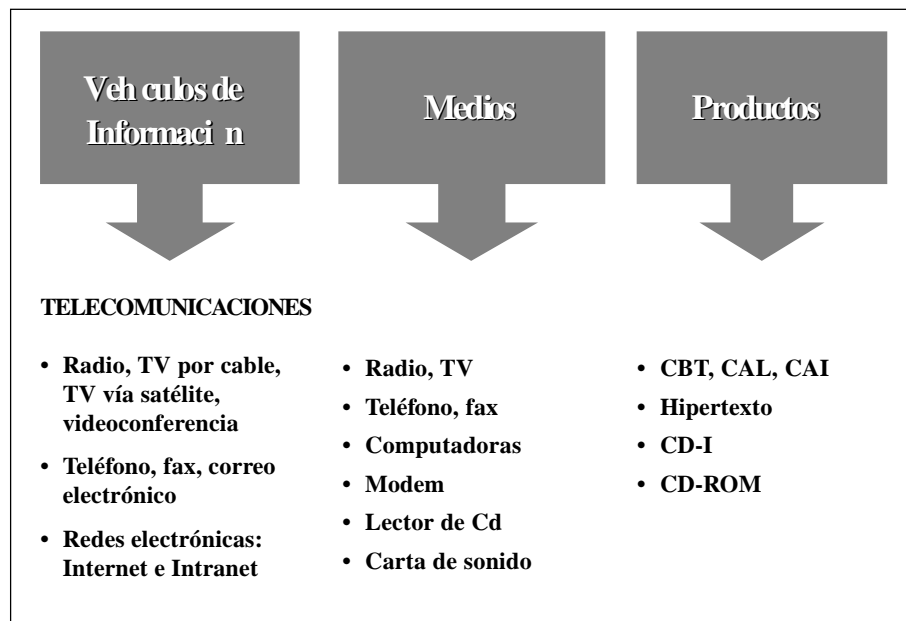 Veh culos de
Informaci n
Medios
Productos
TELECOMUNICACIONES
• Radio, TV por cable,
TV vía satélite,
videoconferencia
• Teléfono, fax, correo
electrónico
• Redes electrónicas:
Internet e Intranet
• Radio, TV
• Teléfono, fax
• Computadoras
• Modem
• Lector de Cd
• Carta de sonido
• CBT, CAL, CAI
• Hipertexto
• CD-I
• CD-ROM